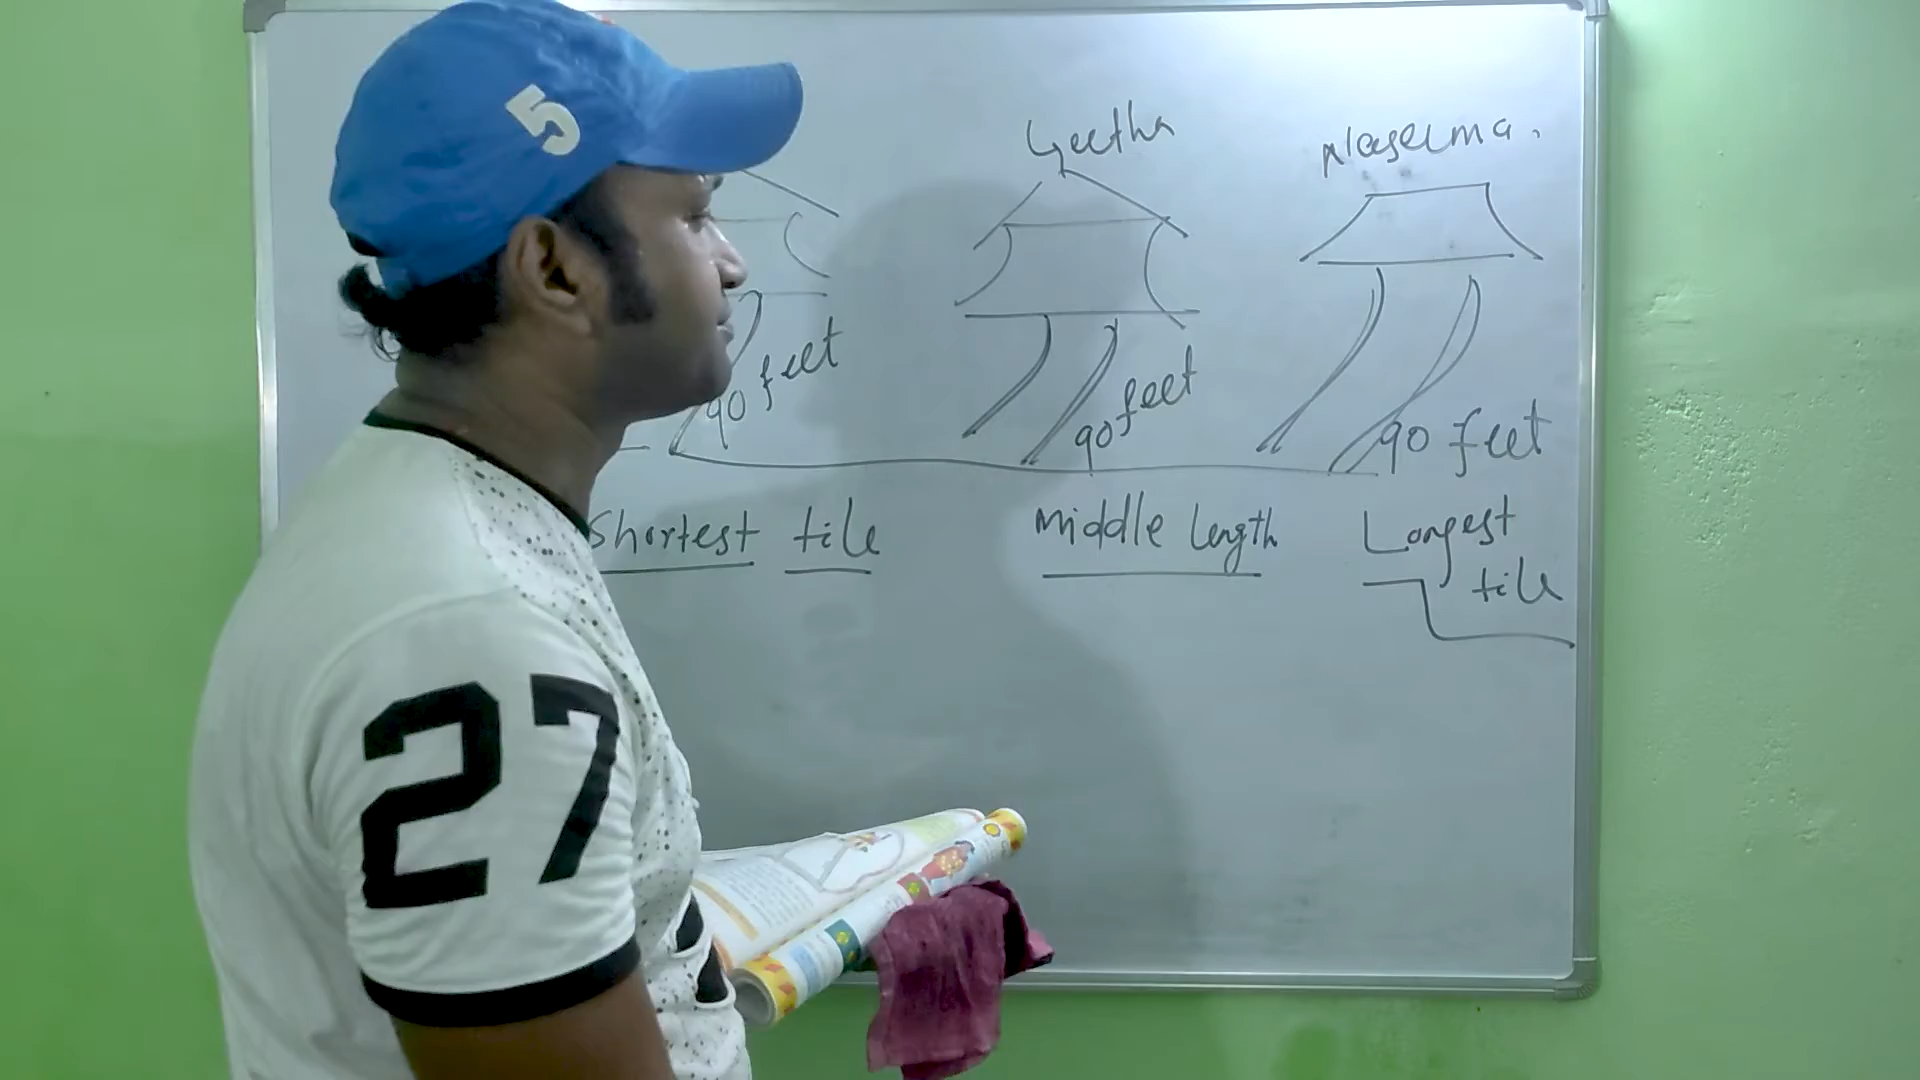 5
Geetha
Naseema.
90 feet
90 feet
90 feet
Shortest tile
Middle Length
Longest
tile
27